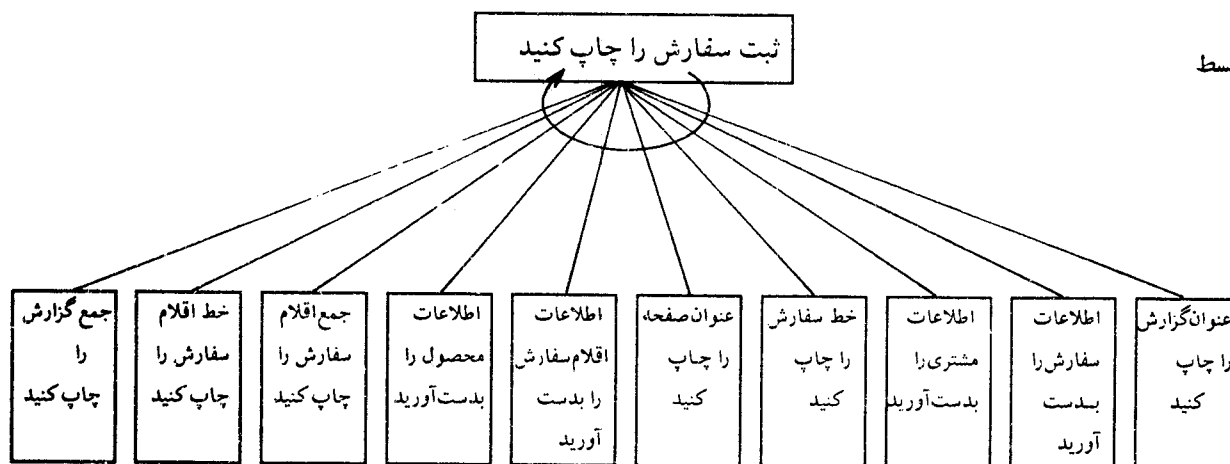 ثبت سفارش را چاپ کنید
سط
عنوان گزارش
را چاپ
کنید
اطلاعات
سفارش را
بدست
آورید
اطلاعات
مشتری را
بدست آورید
خط سفارش
را چاپ
کنید
عنوان صفحه
را چاپ
کنید
اطلاعات
اقلام سفارش
را بدست
آورید
اطلاعات
محصول را
بدست آورید
جمع اقلام
سفارش را
چاپ کنید
خط اقلام
سفارش را
چاپ کنید
جمع گزارش
را
چاپ کنید